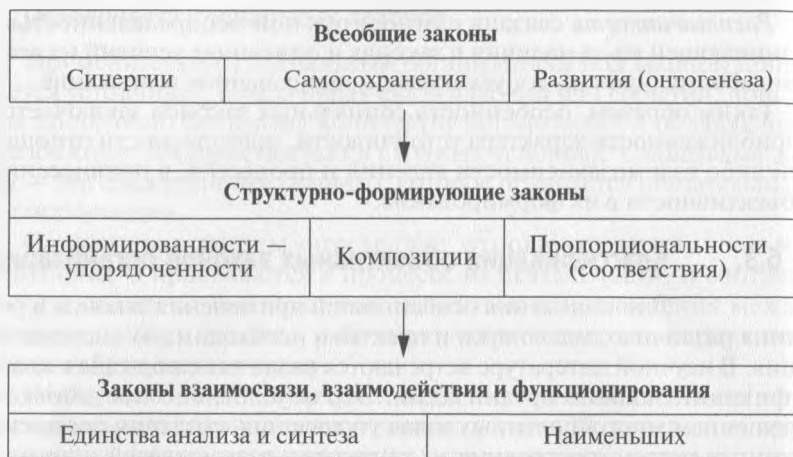 Всеобщие законы
Синергии Самосохранения Развития (онтогенеза)
Структурно-формирующие законы
Информированности — Композиции Пропорциональности
упорядоченности (соответствия)
Законы взаимосвязи, взаимодействия и функционирования
Единства анализа и синтеза Наименьших